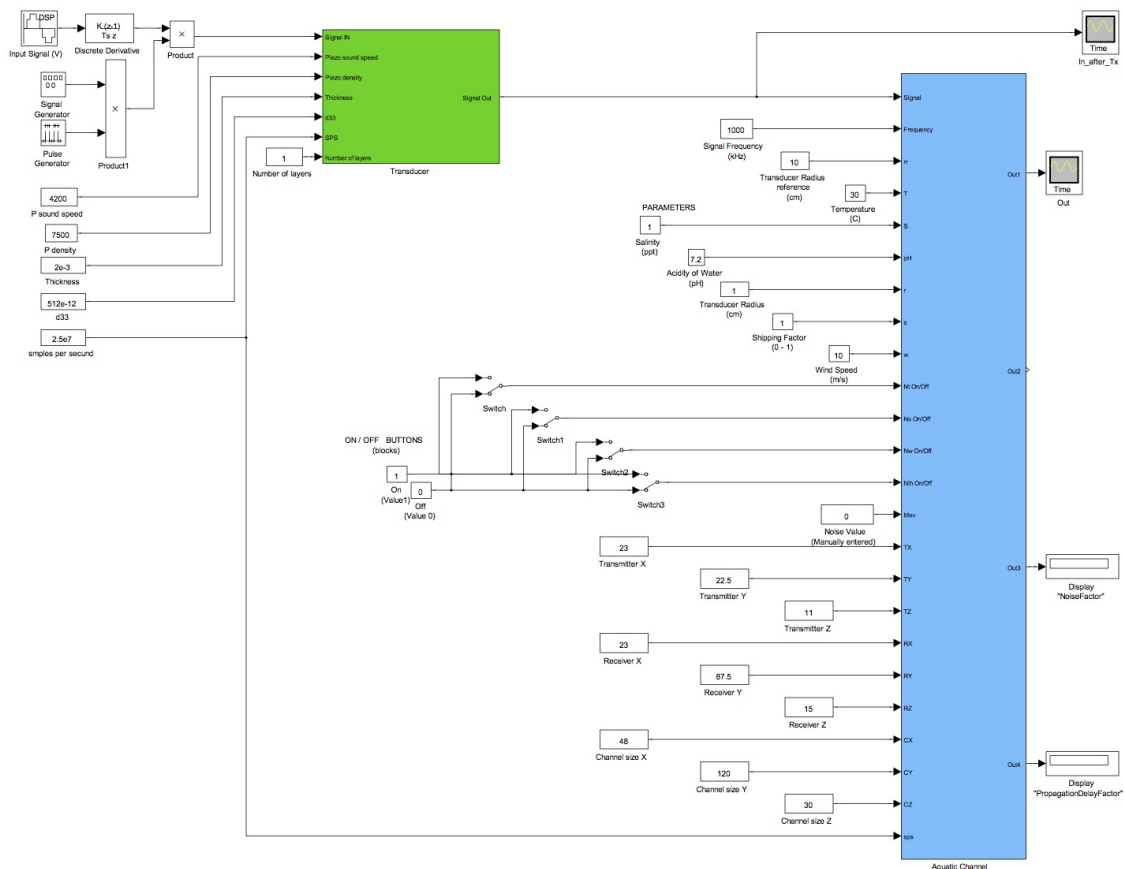 DSP
Input Signal (V)
K (z-1)
Ts z
Discrete Derivative
×
Product
Signal
Generator
Pulse
Generator
×
Product1
4200
P sound speed
7500
P density
2e-3
Thickness
512e-12
d33
2.5e7
smples per secund
1
Number of layers
Signal IN
Piezo sound speed
Piezo density
Thickness
d33
SPS
Number of layers
Signal Out
Transducer
Time
In_after_Tx
1000
Signal Frequency
(kHz)
10
Transducer Radius
reference
(cm)
30
Temperature
(C)
PARAMETERS
1
Salinity
(ppt)
7.2
Acidity of Water
(pH)
1
Transducer Radius
(cm)
1
Shipping Factor
(0 - 1)
10
Wind Speed
(m/s)
Switch
Switch1
Switch2
Switch3
ON / OFF BUTTONS
(blocks)
1
On
(Value1)
0
Off
(Value 0)
0
Noise Value
(Manually entered)
23
Transmitter X
22.5
Transmitter Y
11
Transmitter Z
23
Receiver X
87.5
Receiver Y
15
Receiver Z
48
Channel size X
120
Channel size Y
30
Channel size Z
Signal
Frequency
rr
T
S
pH
r
s
w
Nt On/Off
Ns On/Off
Nw On/Off
Nth On/Off
TX
TY
TZ
RX
RY
RZ
CX
CY
CZ
sps
Out1
Out2
Out3
Out4
Aquatic Channel
Time
Out
Display
"NoiseFactor"
Display
"PropagationDelayFactor"